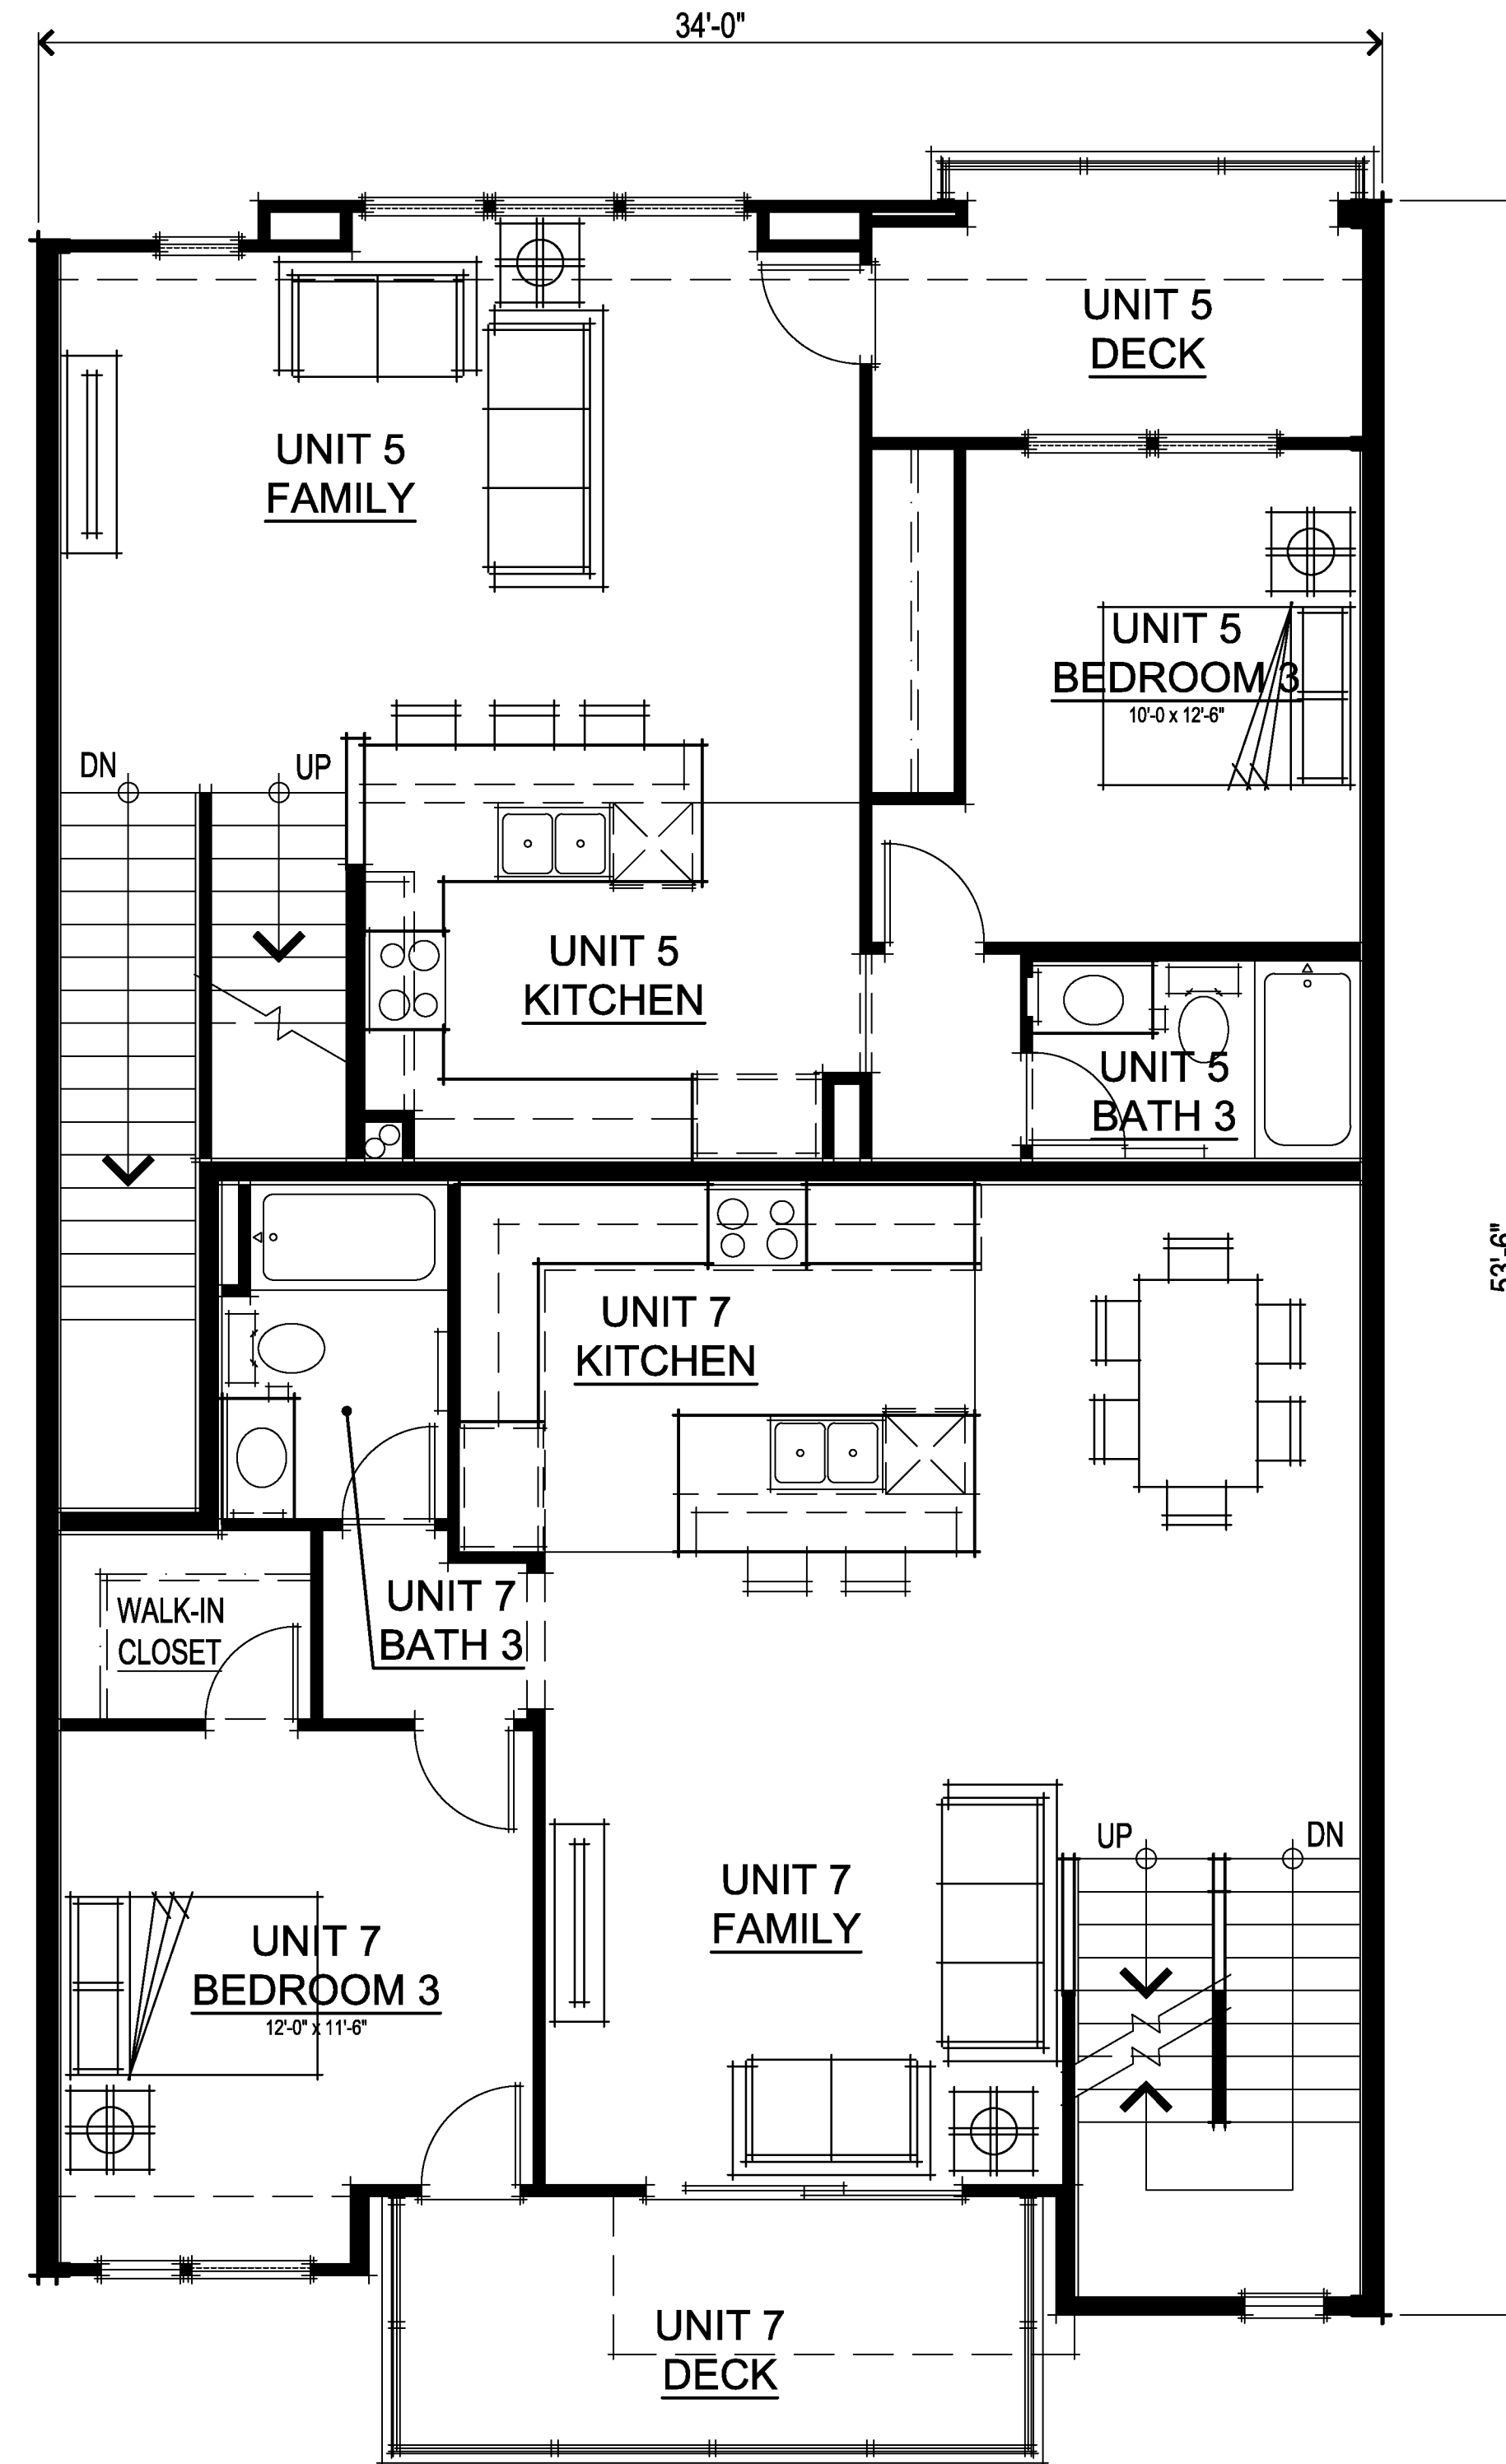 34'-0"
UNIT 5
DECK
UNIT 5
FAMILY
UNIT 5
BEDROOM 3
10'-0 x 12'-6"
DN
UP
UNIT 5
KITCHEN
UNIT 5
BATH 3
53'-6"
UNIT 7
KITCHEN
UNIT 7
BATH 3
WALK-IN
CLOSET
UP
DN
UNIT 7
FAMILY
UNIT 7
BEDROOM 3
12'-0" x 11'-6"
UNIT 7
DECK